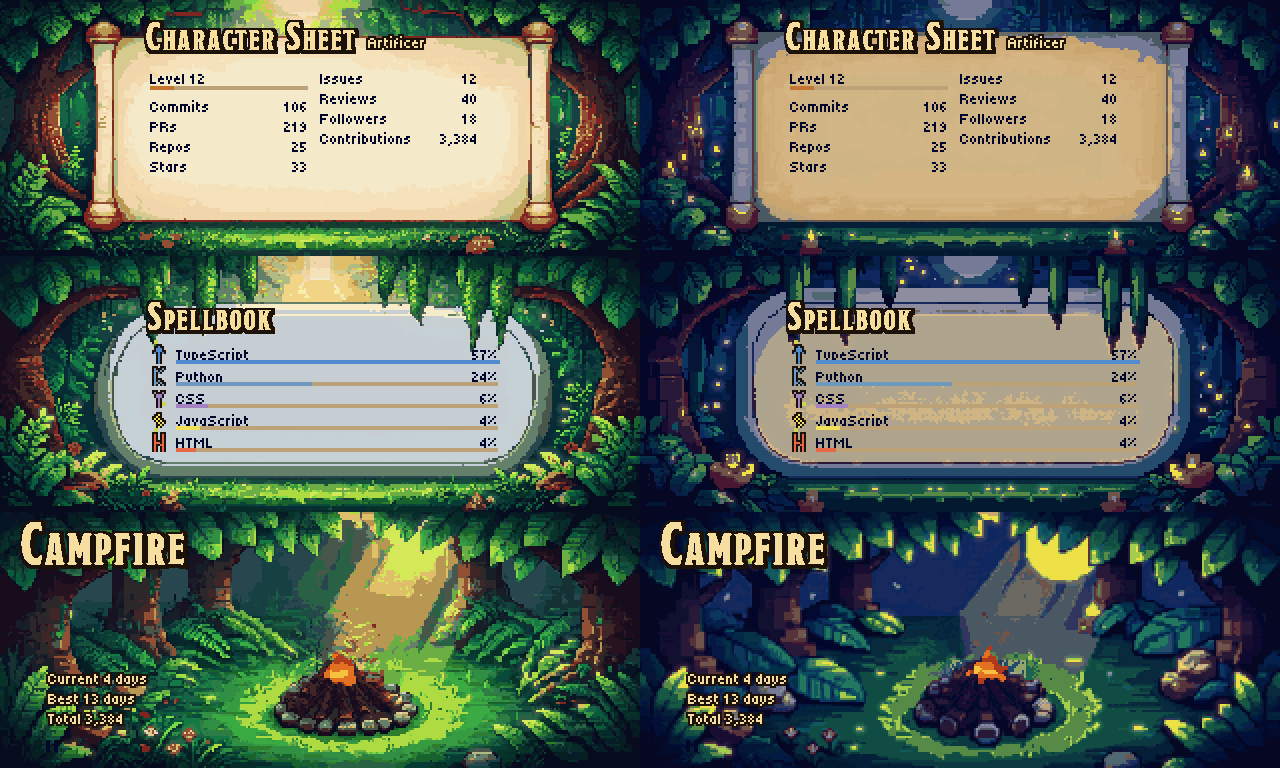 Character Sheet Artificer
Level 12
Commits 106
PRs 219
Repos 25
Stars 33
Issues 12
Reviews 40
Followers 18
Contributions 3,384
Character Sheet Artificer
Level 12
Commits 106
PRs 219
Repos 25
Stars 33
Issues 12
Reviews 40
Followers 18
Contributions 3,384
Spellbook
TypeScript 57%
Python 24%
CSS 6%
JavaScript 4%
HTML 4%
Spellbook
TypeScript 57%
Python 24%
CSS 6%
JavaScript 4%
HTML 4%
Campfire
Current 4 days
Best 13 days
Total 3,384
Campfire
Current 4 days
Best 13 days
Total 3,384